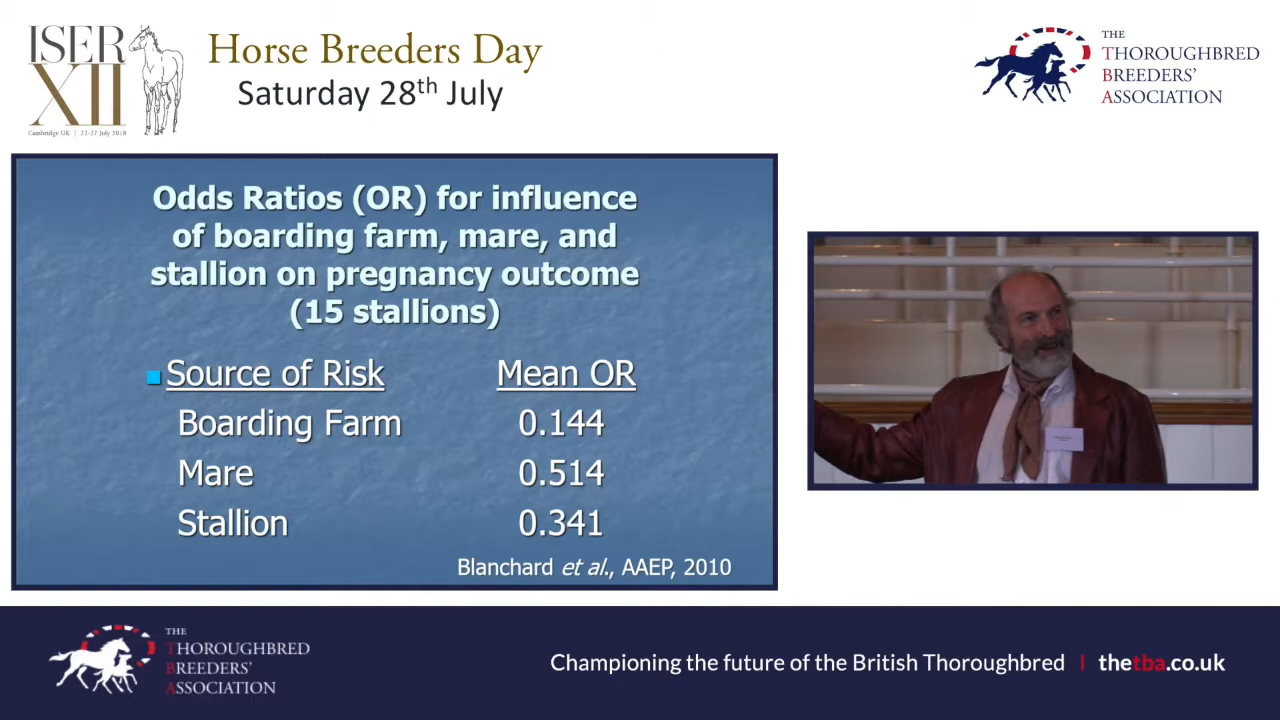 ISER
XII
Cambridge UK | 22-27 July 2018
Horse Breeders Day
Saturday 28th July
THE
THOROUGHBRED
BREEDERS'
ASSOCIATION
Odds Ratios (OR) for influence
of boarding farm, mare, and
stallion on pregnancy outcome
(15 stallions)
Source of Risk Mean OR
Boarding Farm 0.144
Mare 0.514
Stallion 0.341
Blanchard et al., AAEP, 2010
THE
THOROUGHBRED
BREEDERS'
ASSOCIATION
Championing the future of the British Thoroughbred | thetba.co.uk